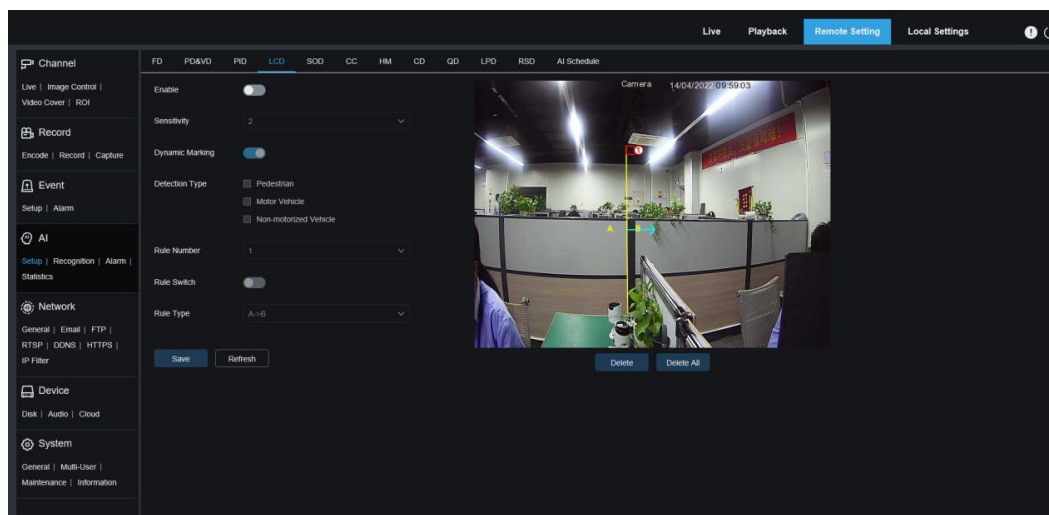 Live Playback Remote Setting Local Settings
Channel
Live | Image Control |
Video Cover | ROI
Record
Encode | Record | Capture
Event
Setup | Alarm
AI
Setup | Recognition | Alarm |
Statistics
Network
General | Email | FTP |
RTSP | DDNS | HTTPS |
IP Filter
Device
Disk | Audio | Cloud
System
General | Multi-User |
Maintenance | Information
FD PD&VD PID LCD SOD CC HM CD QD LPD RSD AI Schedule
Enable
Sensitivity 2
Dynamic Marking
Detection Type Pedestrian
Motor Vehicle
Non-motorized Vehicle
Rule Number 1
Rule Switch
Rule Type A->B
Save Refresh
Camera 14/04/2022 09:59:03
1
A B
Delete Delete All